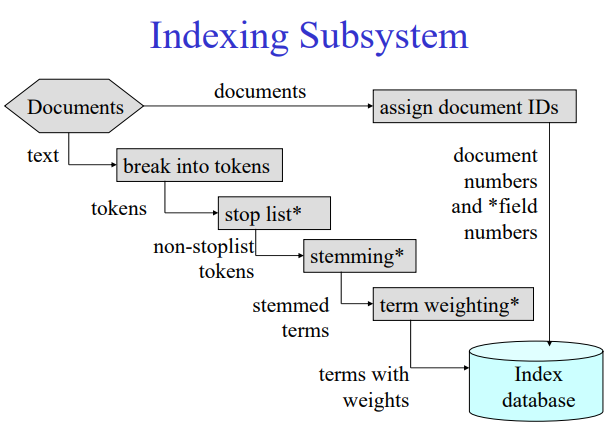 Indexing Subsystem
documents
Documents
assign document IDs
text
break into tokens
document
numbers
and *field
numbers
tokens
stop list*
non-stoplist
tokens
stemming*
stemmed
terms
term weighting*
terms with
weights
Index
database